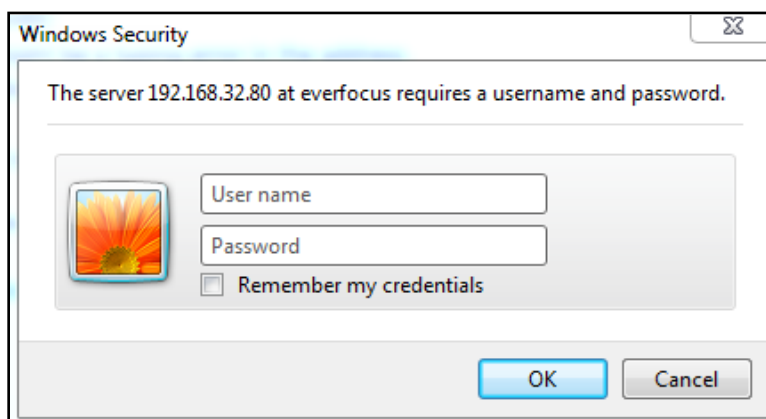 Windows Security
The server 192.168.32.80 at everfocus requires a username and password.
User name
Password
Remember my credentials
OK Cancel